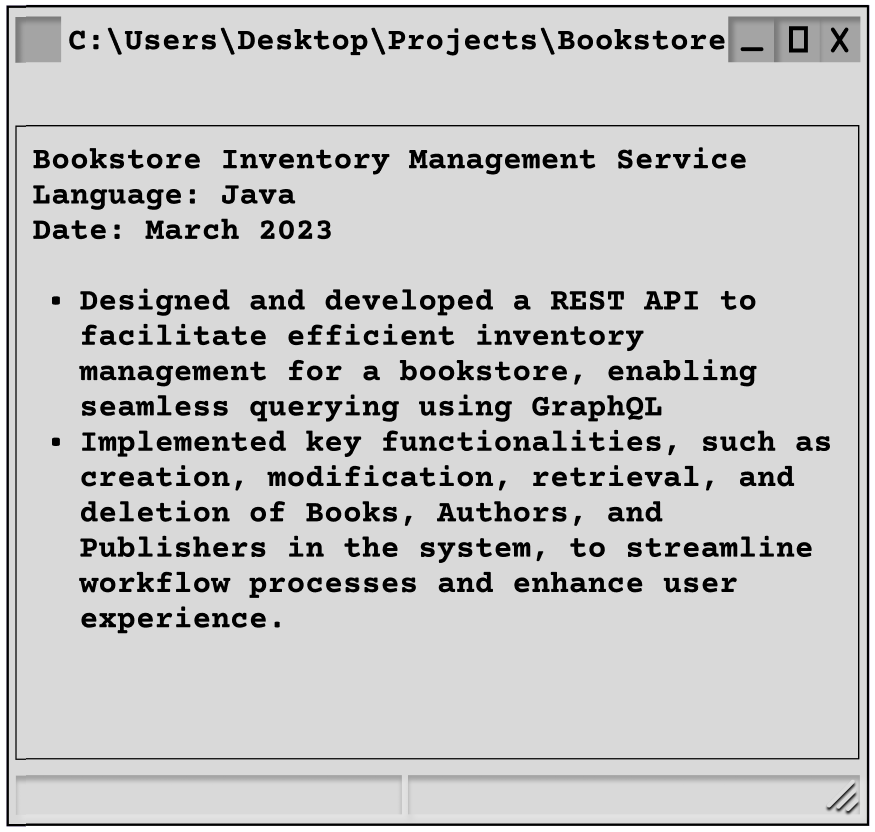 C:\Users\Desktop\Projects\Bookstore
Bookstore Inventory Management Service
Language: Java
Date: March 2023
• Designed and developed a REST API to
facilitate efficient inventory
management for a bookstore, enabling
seamless querying using GraphQL
• Implemented key functionalities, such as
creation, modification, retrieval, and
deletion of Books, Authors, and
Publishers in the system, to streamline
workflow processes and enhance user
experience.